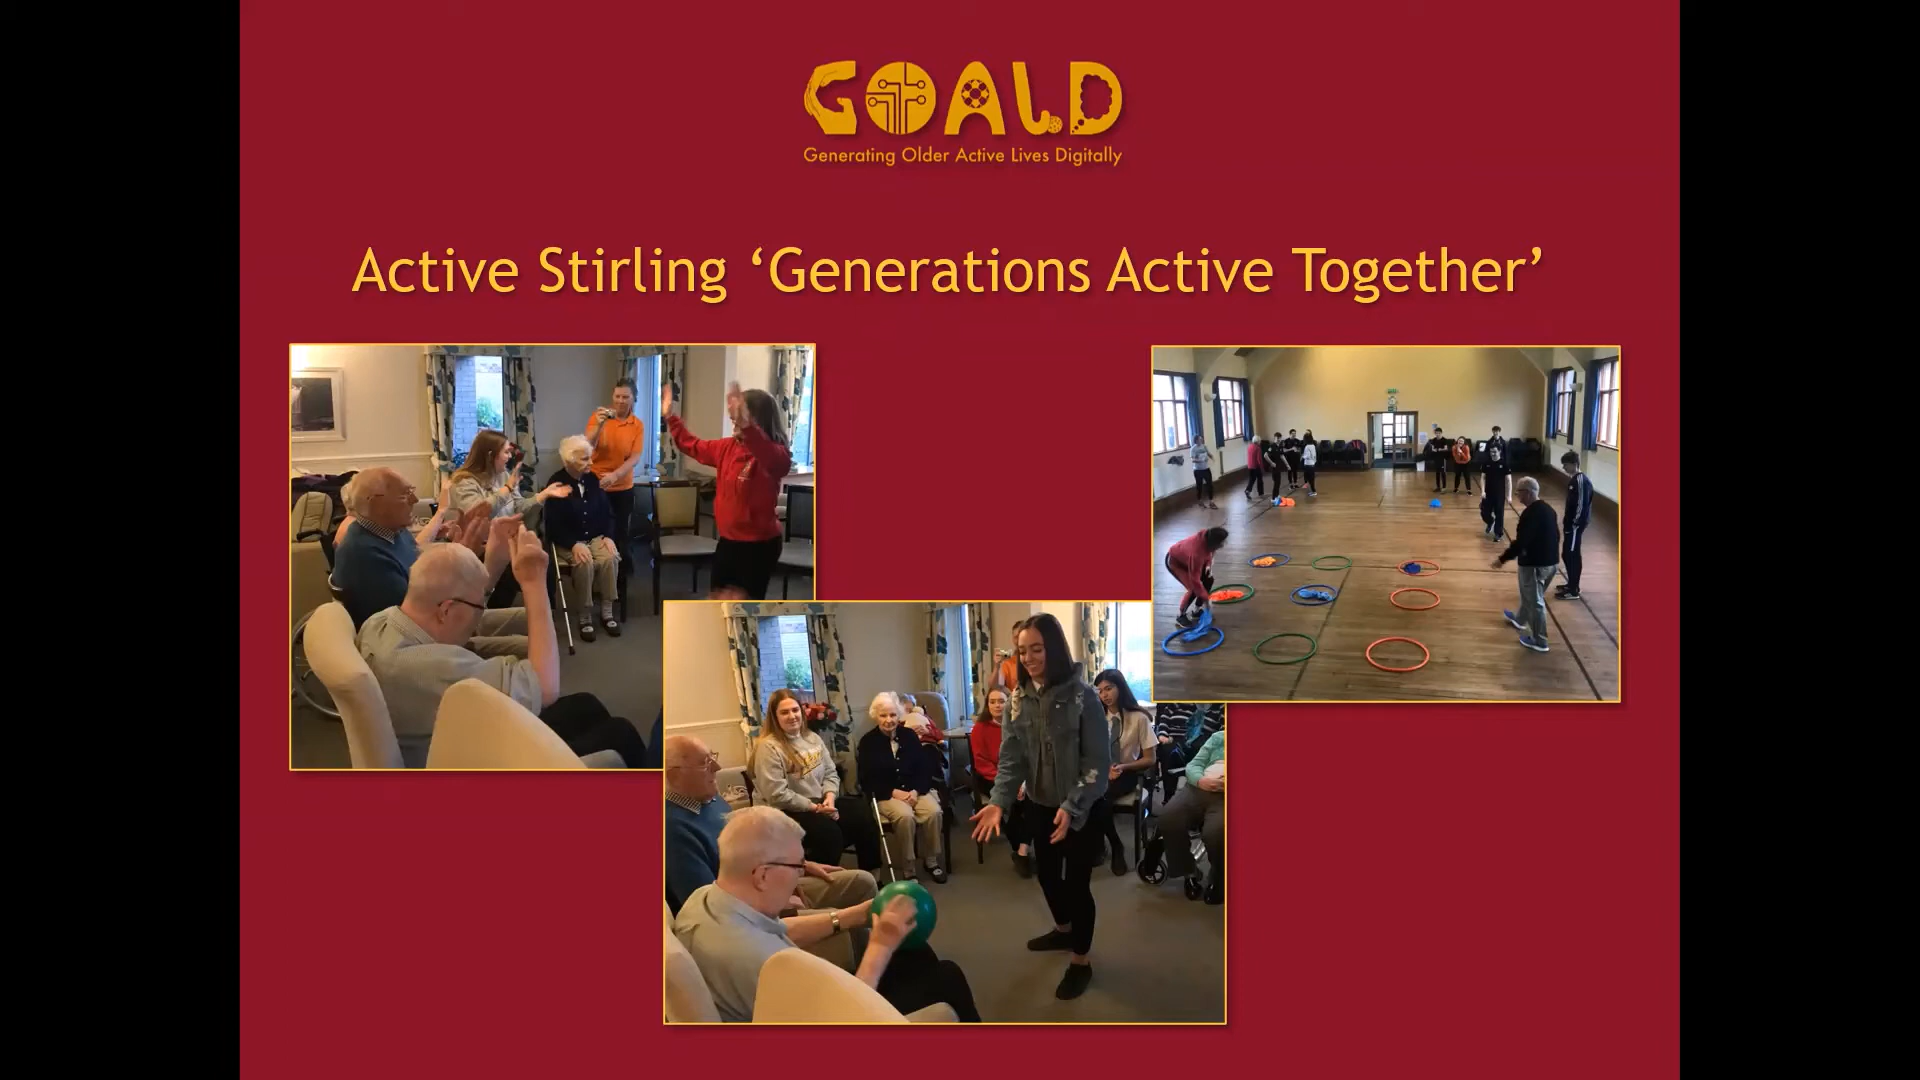 GOALD
Generating Older Active Lives Digitally
Active Stirling ‘Generations Active Together’